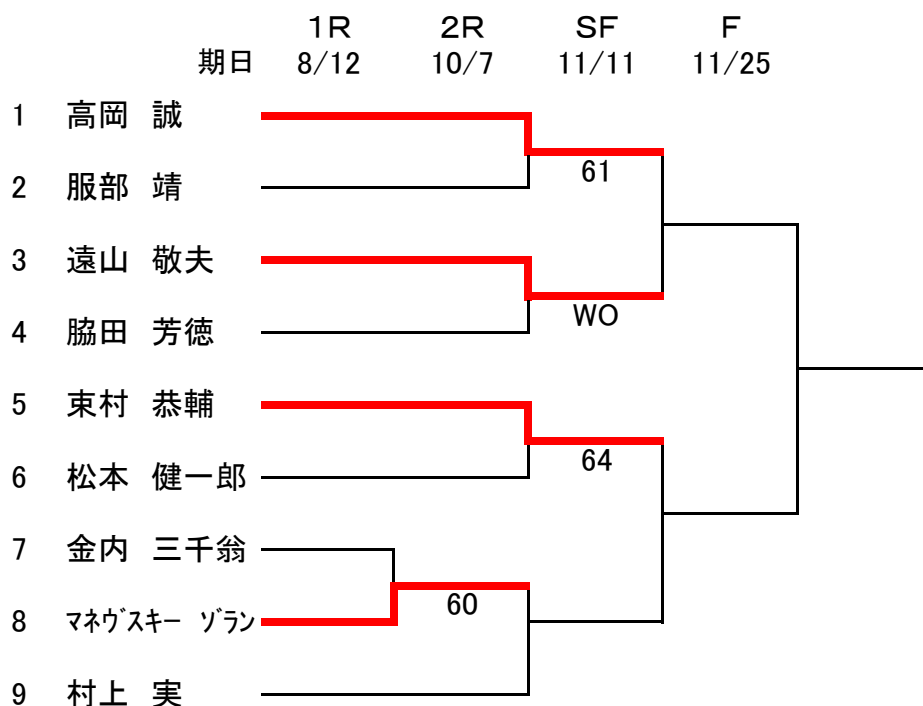 １R ２R SF F
期日 8/12 10/7 11/11 11/25
1 高岡 誠
61
2 服部 靖
3 遠山 敬夫
WO
4 脇田 芳徳
5 東村 恭輔
64
6 松本 健一郎
7 金内 三千翁
60
8 ﾏﾈｳﾞｽｷｰ ｿﾞﾗﾝ
9 村上 実